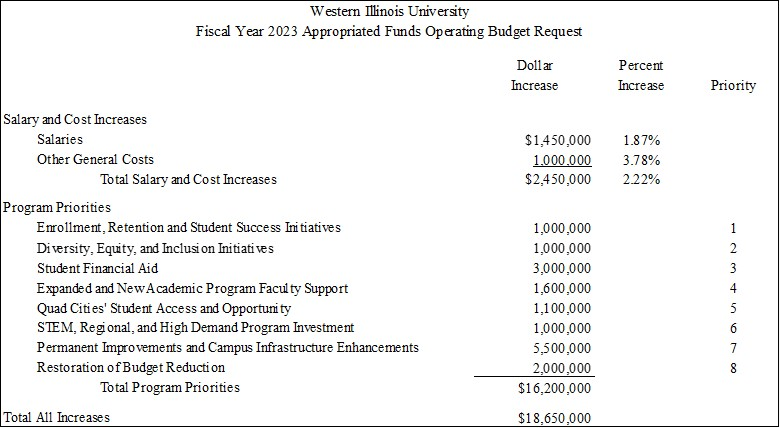 Western Illinois University
Fiscal Year 2023 Appropriated Funds Operating Budget Request
Dollar Percent
Increase Increase Priority
Salary and Cost Increases
Salaries $1,450,000 1.87%
Other General Costs 1,000,000 3.78%
Total Salary and Cost Increases $2,450,000 2.22%
Program Priorities
Enrollment, Retention and Student Success Initiatives 1,000,000 1
Diversity, Equity, and Inclusion Initiatives 1,000,000 2
Student Financial Aid 3,000,000 3
Expanded and New Academic Program Faculty Support 1,600,000 4
Quad Cities' Student Access and Opportunity 1,100,000 5
STEM, Regional, and High Demand Program Investment 1,000,000 6
Permanent Improvements and Campus Infrastructure Enhancements 5,500,000 7
Restoration of Budget Reduction 2,000,000 8
Total Program Priorities $16,200,000
Total All Increases $18,650,000